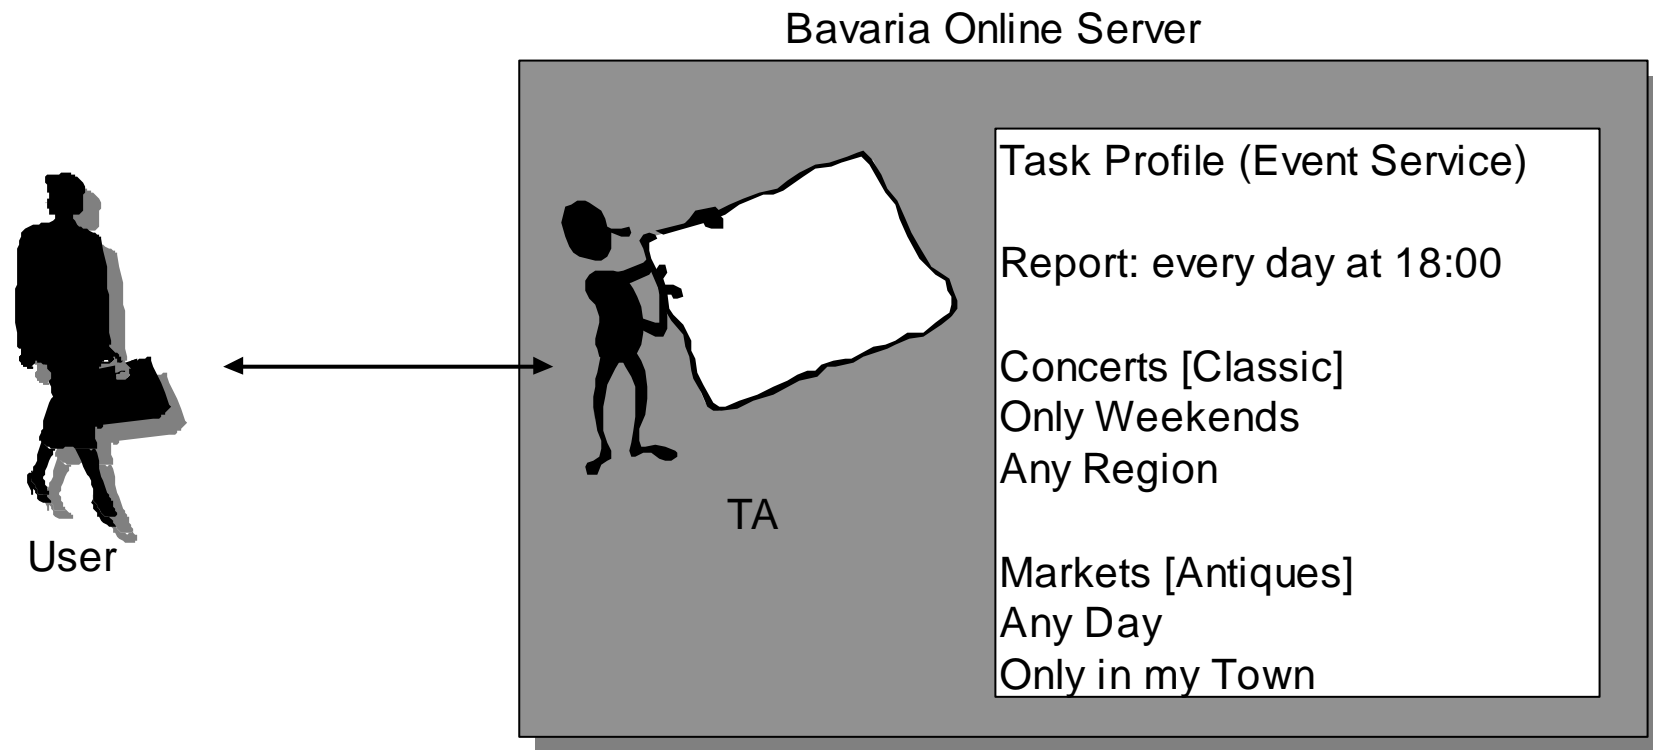 Bavaria Online Server
Task Profile (Event Service)
Report: every day at 18:00
Concerts [Classic]
Only Weekends
Any Region
Markets [Antiques]
Any Day
Only in my Town
TA
User